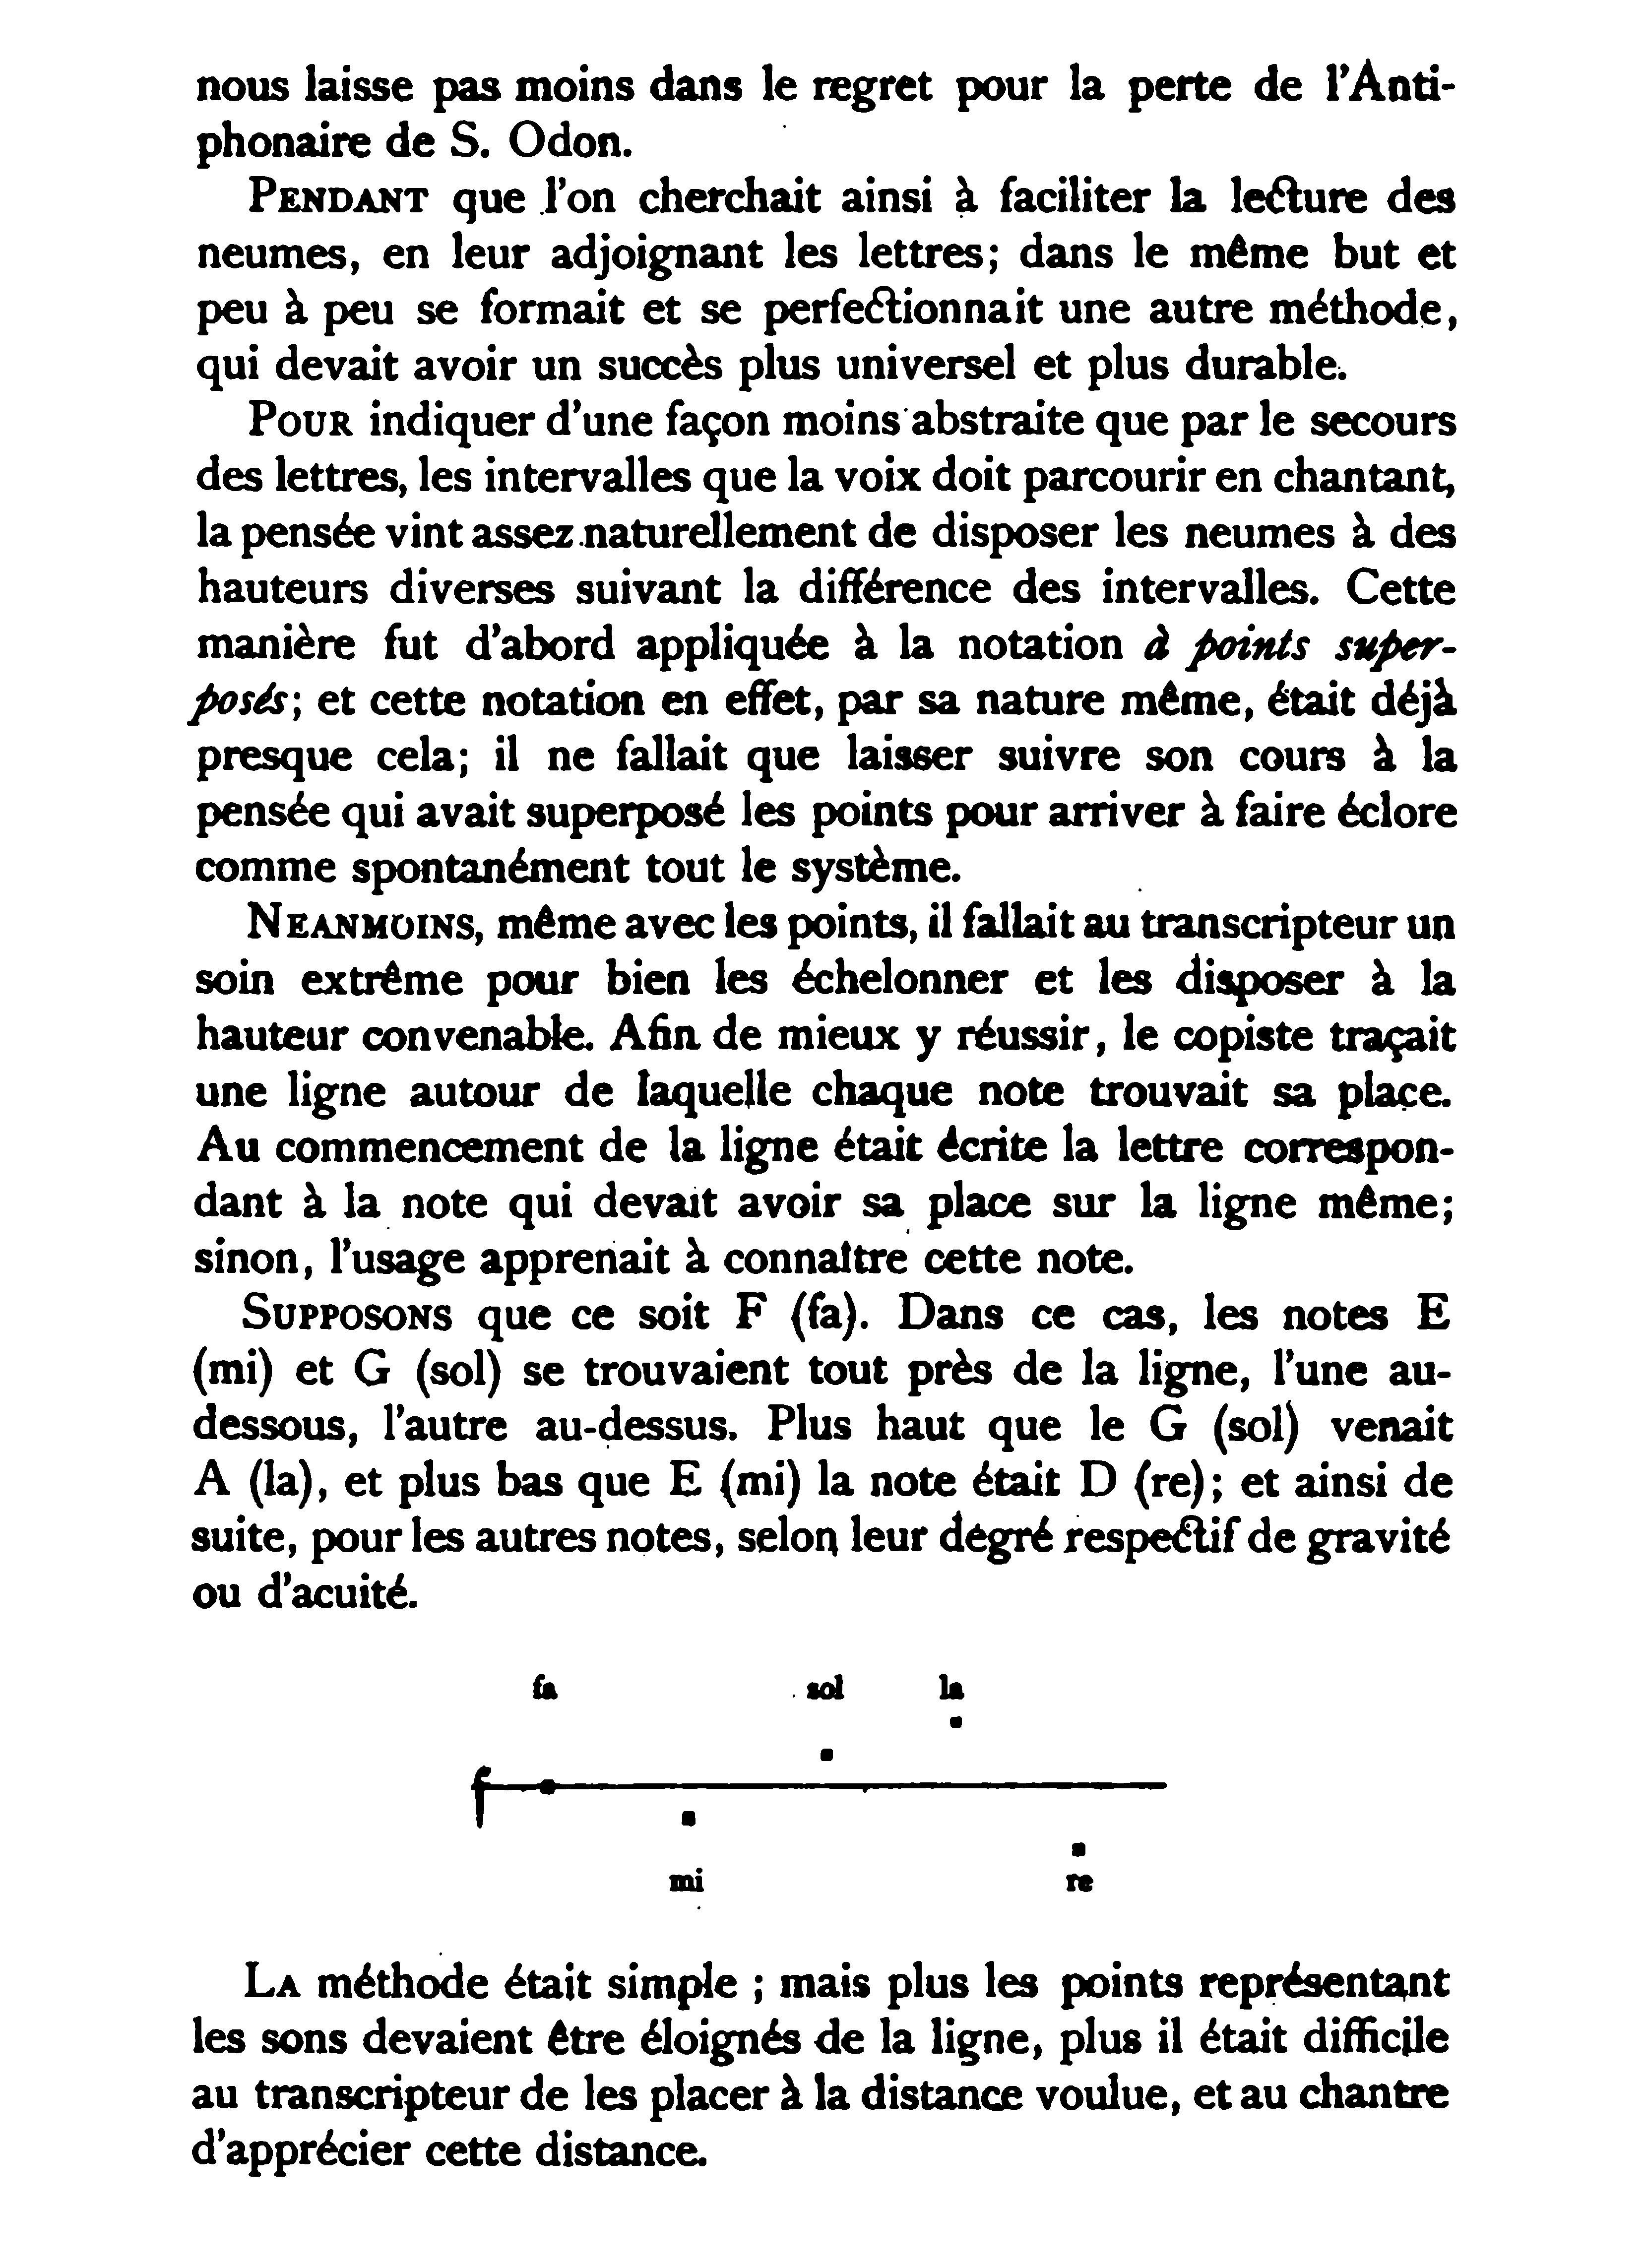 nous laisse pas moins dans le regret pour la perte de l'Anti-
phonaire de S. Odon.
PENDANT que l'on cherchait ainsi à faciliter la lecture des
neumes, en leur adjoignant les lettres; dans le même but et
peu à peu se formait et se perfectionnait une autre méthode,
qui devait avoir un succès plus universel et plus durable.
POUR indiquer d'une façon moins abstraite que par le secours
des lettres, les intervalles que la voix doit parcourir en chantant,
la pensée vint assez naturellement de disposer les neumes à des
hauteurs diverses suivant la différence des intervalles. Cette
manière fut d'abord appliquée à la notation à points super-
posés; et cette notation en effet, par sa nature même, était déjà
presque cela; il ne fallait que laisser suivre son cours à la
pensée qui avait superposé les points pour arriver à faire éclore
comme spontanément tout le système.
NEANMOINS, même avec les points, il fallait au transcripteur un
soin extrême pour bien les échelonner et les disposer à la
hauteur convenable. Afin de mieux y réussir, le copiste traçait
une ligne autour de laquelle chaque note trouvait sa place.
Au commencement de la ligne était écrite la lettre correspon-
dant à la note qui devait avoir sa place sur la ligne même;
sinon, l'usage apprenait à connaître cette note.
SUPPOSONS que ce soit F (fa). Dans ce cas, les notes E
(mi) et G (sol) se trouvaient tout près de la ligne, l'une au-
dessous, l'autre au-dessus. Plus haut que le G (sol) venait
A (la), et plus bas que E (mi) la note était D (re); et ainsi de
suite, pour les autres notes, selon leur dégré respectif de gravité
ou d'acuité.
fa sol la
f
mi re
LA méthode était simple ; mais plus les points représentant
les sons devaient être éloignés de la ligne, plus il était difficile
au transcripteur de les placer à la distance voulue, et au chantre
d'apprécier cette distance.